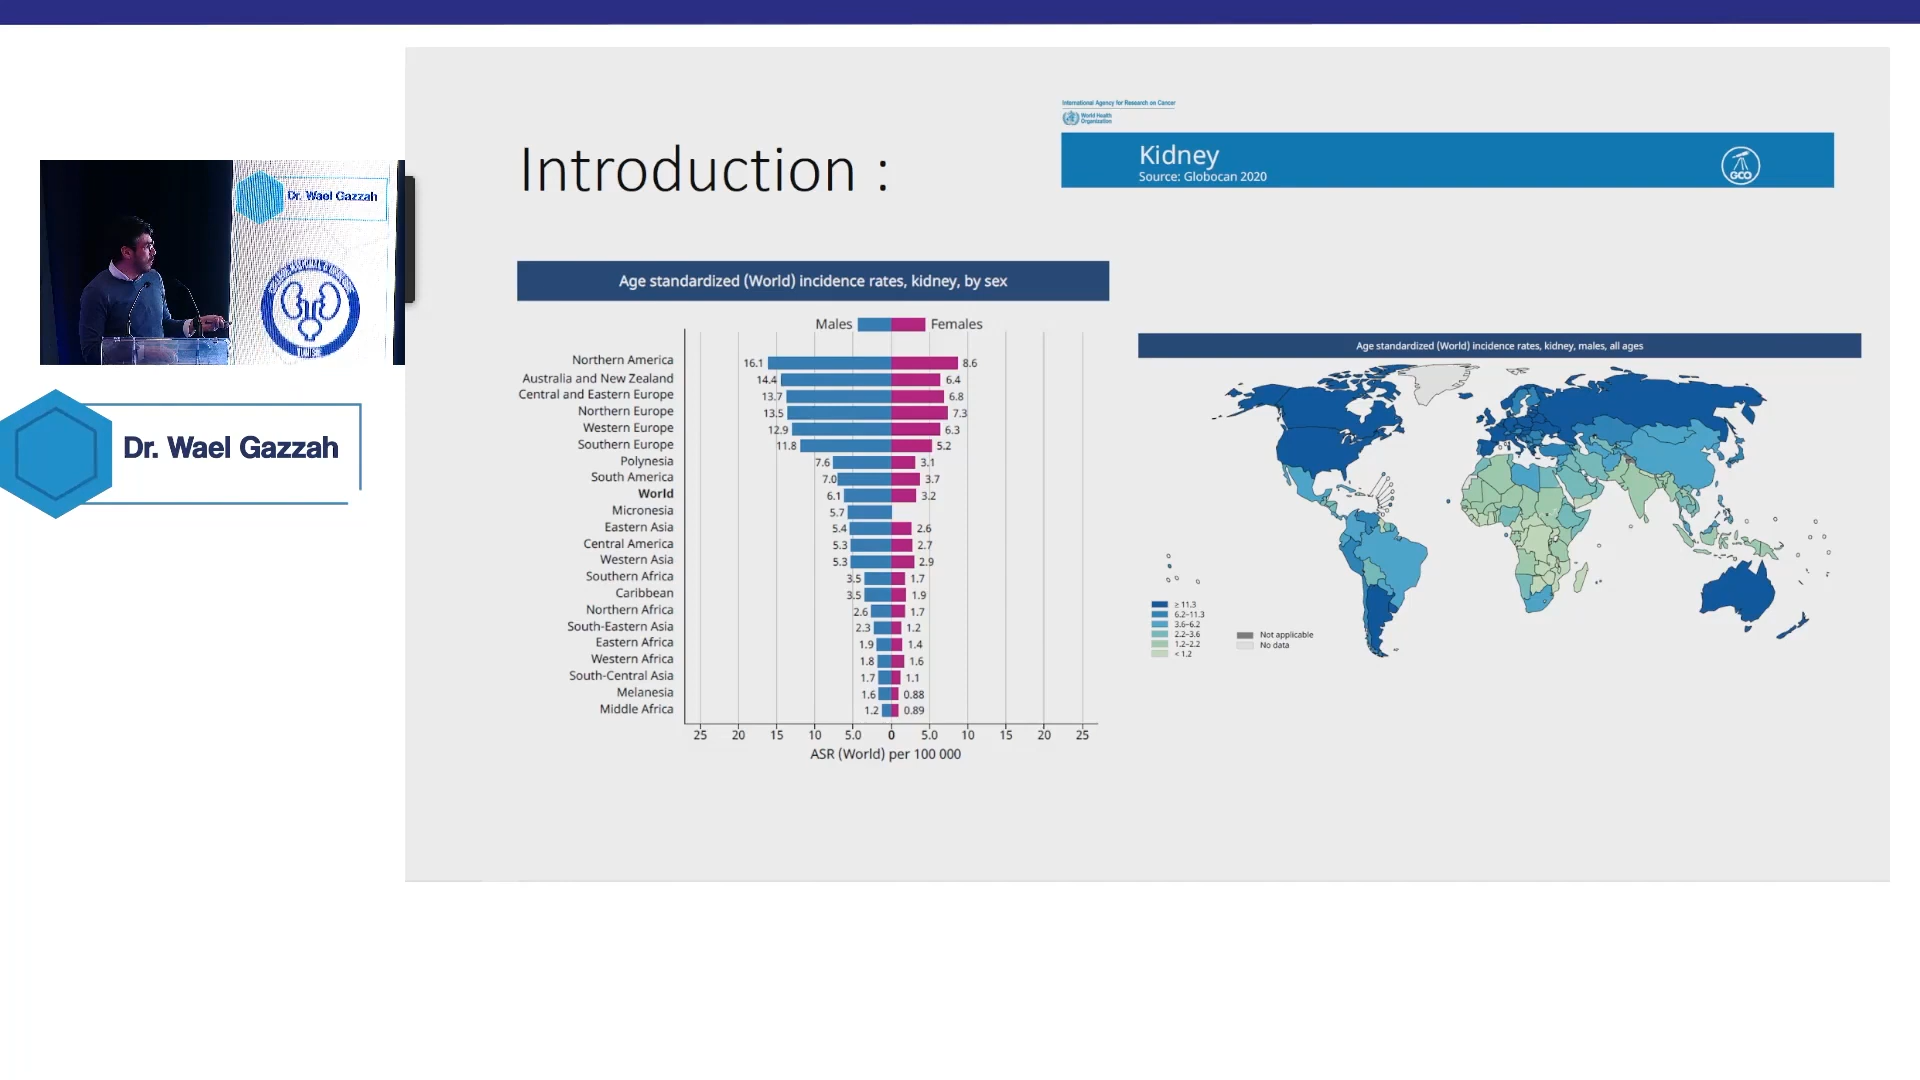 International Agency for Research on Cancer
World Health
Organization
Introduction :
Kidney
Source: Globocan 2020
GCO
Dr. Wael Gazzah
TUNISIE
Dr. Wael Gazzah
Age standardized (World) incidence rates, kidney, by sex
Males Females
Northern America 16.1 8.6
Australia and New Zealand 14.4 6.4
Central and Eastern Europe 13.7 6.8
Northern Europe 13.5 7.3
Western Europe 12.9 6.3
Southern Europe 11.8 5.2
Polynesia 7.6 3.1
South America 7.0 3.7
World 6.1 3.2
Micronesia 5.7
Eastern Asia 5.4 2.6
Central America 5.3 2.7
Western Asia 5.3 2.9
Southern Africa 3.5 1.7
Caribbean 3.5 1.9
Northern Africa 2.6 1.7
South-Eastern Asia 2.3 1.2
Eastern Africa 1.9 1.4
Western Africa 1.8 1.6
South-Central Asia 1.7 1.1
Melanesia 1.6 0.88
Middle Africa 1.2 0.89
25 20 15 10 5.0 0 5.0 10 15 20 25
ASR (World) per 100 000
Age standardized (World) incidence rates, kidney, males, all ages
≥ 11.3
6.2–11.3
3.6–6.2
2.2–3.6
1.2–2.2
< 1.2
Not applicable
No data